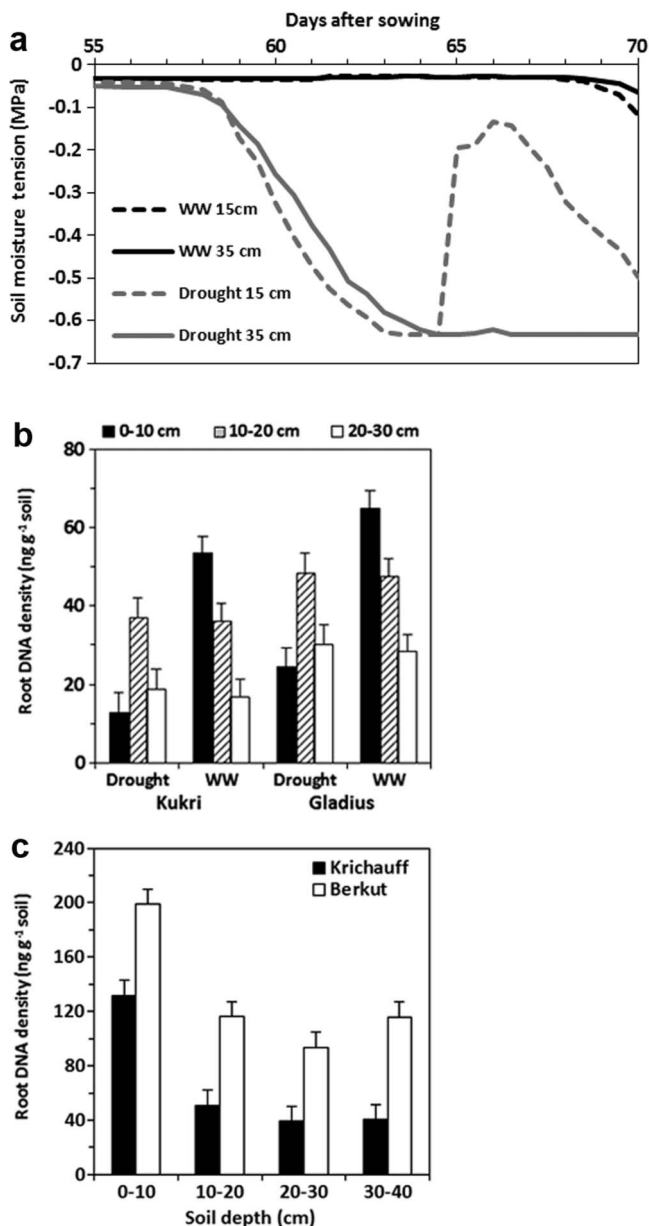 a
Days after sowing
55 60 65 70
0
-0.1
-0.2
-0.3
-0.4
-0.5
-0.6
-0.7
Soil moisture tension (MPa)
WW 15cm
WW 35 cm
Drought 15 cm
Drought 35 cm
b
0-10 cm 10-20 cm 20-30 cm
80
60
40
20
0
Root DNA density (ng g-1 soil)
Drought WW Drought WW
Kukri Gladius
c
240
200
160
120
80
40
0
Root DNA density (ng g-1 soil)
Krichauff
Berkut
0-10 10-20 20-30 30-40
Soil depth (cm)